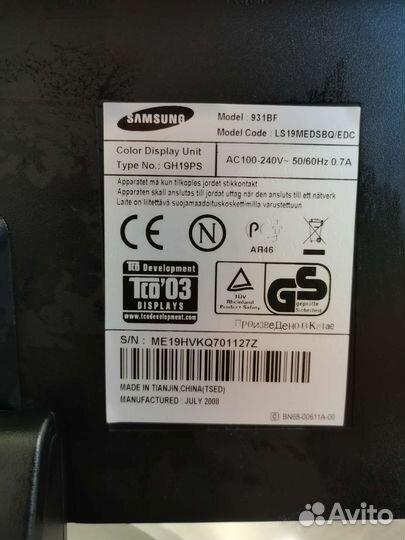 SAMSUNG
Model : 931BF
Model Code : LS19MEDSBQ/EDC
Color Display Unit
Type No.: GH19PS
AC100-240V~ 50/60Hz 0.7A
Apparatet må kun tilkoples jordet stikkontakt
Apparaten skall anslutas till jordat uttag när den ansluts till ett nätverk
Laite on liitettävä suojamaadoituskoskettimilla varustettuun
CE
N
PC
АЯ46
TCO Development
TCO'03
DISPLAYS
www.tcodevelopment.com
TÜV
Rheinland
Product Safety
GS
geprüfte
Sicherheit
ПроизвеДено в Китае
S/N : ME19HVKQ701127Z
MADE IN TIANJIN,CHINA(TSED)
MANUFACTURED : JULY 2008
C BN68-00611A-00
Avito